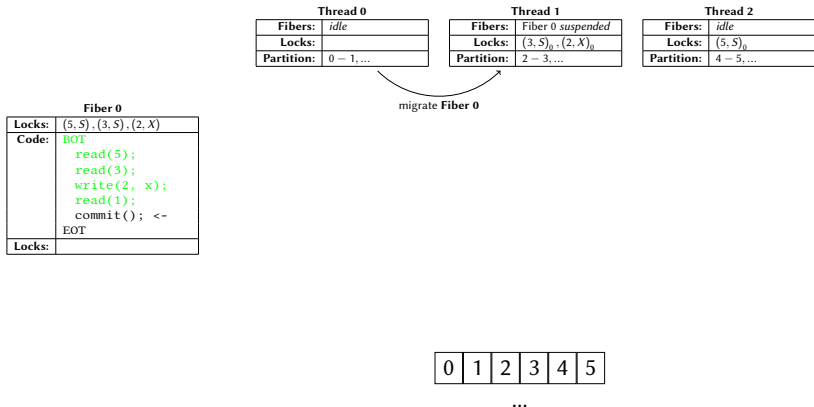 Thread 0
Fibers: idle
Locks:
Partition: 0 − 1, ...
Thread 1
Fibers: Fiber 0 suspended
Locks: (3, S)₀ , (2, X)₀
Partition: 2 − 3, ...
Thread 2
Fibers: idle
Locks: (5, S)₀
Partition: 4 − 5, ...
migrate Fiber 0
Fiber 0
Locks: (5, S) , (3, S) , (2, X)
Code: BOT
read(5);
read(3);
write(2, x);
read(1);
commit(); <-
EOT
Locks:
0 1 2 3 4 5
...